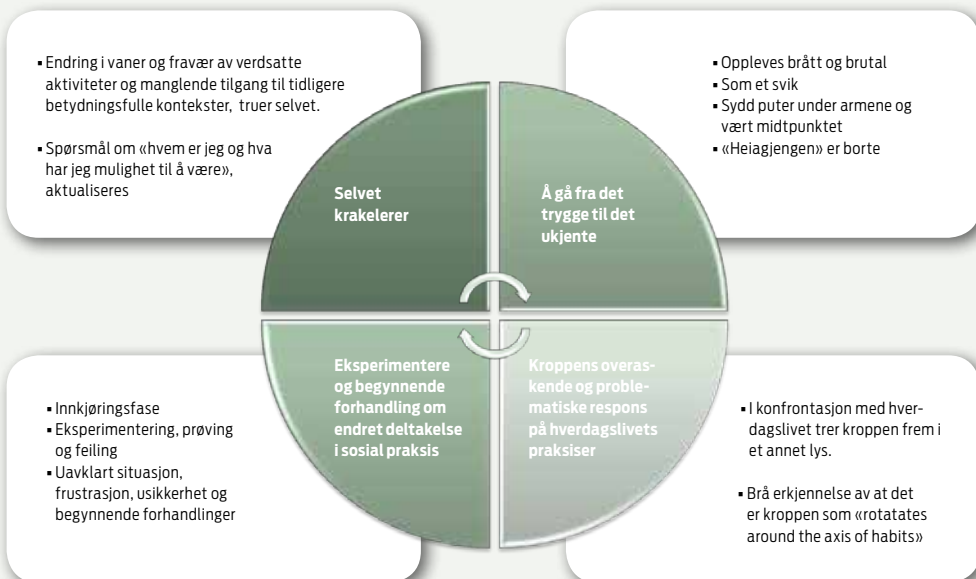 ▪ Endring i vaner og fravær av verdsatte
aktiviteter og manglende tilgang til tidligere
betydningsfulle kontekster, truer selvet.
▪ Spørsmål om «hvem er jeg og hva
har jeg mulighet til å være»,
aktualiseres
▪ Oppleves brått og brutal
▪ Som et svik
▪ Sydd puter under armene og
vært midtpunktet
▪ «Heiagjengen» er borte
Selvet
krakelerer
Å gå fra det
trygge til det
ukjente
Eksperimentere
og begynnende
forhandling om
endret deltakelse
i sosial praksis
Kroppens overas-
kende og proble-
matiske respons
på hverdagslivets
praksiser
▪ Innkjøringsfase
▪ Eksperimentering, prøving
og feiling
▪ Uavklart situasjon,
frustrasjon, usikkerhet og
begynnende forhandlinger
▪ I konfrontasjon med hver-
dagslivet trer kroppen frem i
et annet lys.
▪ Brå erkjennelse av at det
er kroppen som «rotatates
around the axis of habits»